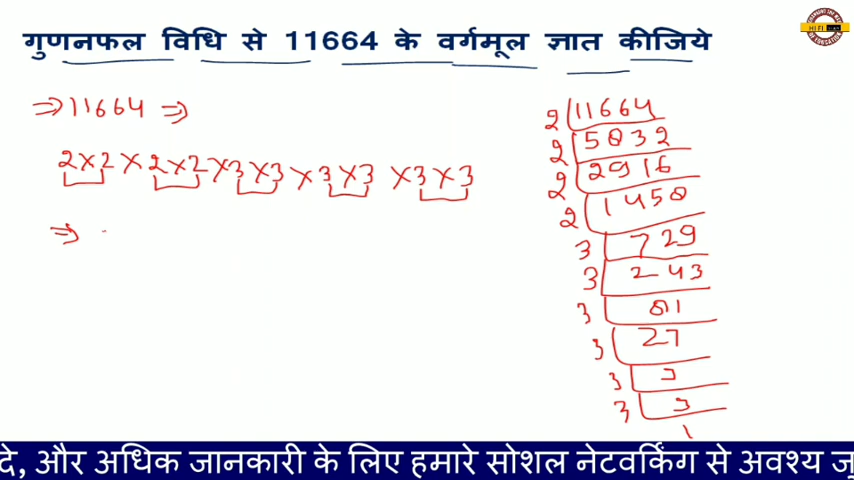 गुणनफल विधि से 11664 के वर्गमूल ज्ञात कीजिये
HI FI
⇒ 11664 ⇒
2 × 2 × 2 × 2 × 3 × 3 × 3 × 3 × 3 × 3
⇒
2 | 11664
2 | 5832
2 | 2916
2 | 1458
3 | 729
3 | 243
3 | 81
3 | 27
3 | 9
3 | 3
1
दे, और अधिक जानकारी के लिए हमारे सोशल नेटवर्किंग से अवश्य जु